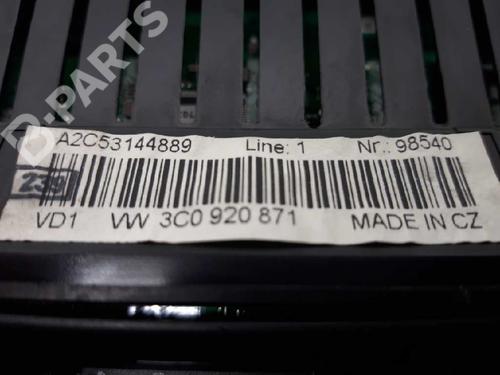 D-PARTS
A2C53144889 Line: 1 Nr.: 98540
239
VD1 VW 3C0 920 871 MADE IN CZ